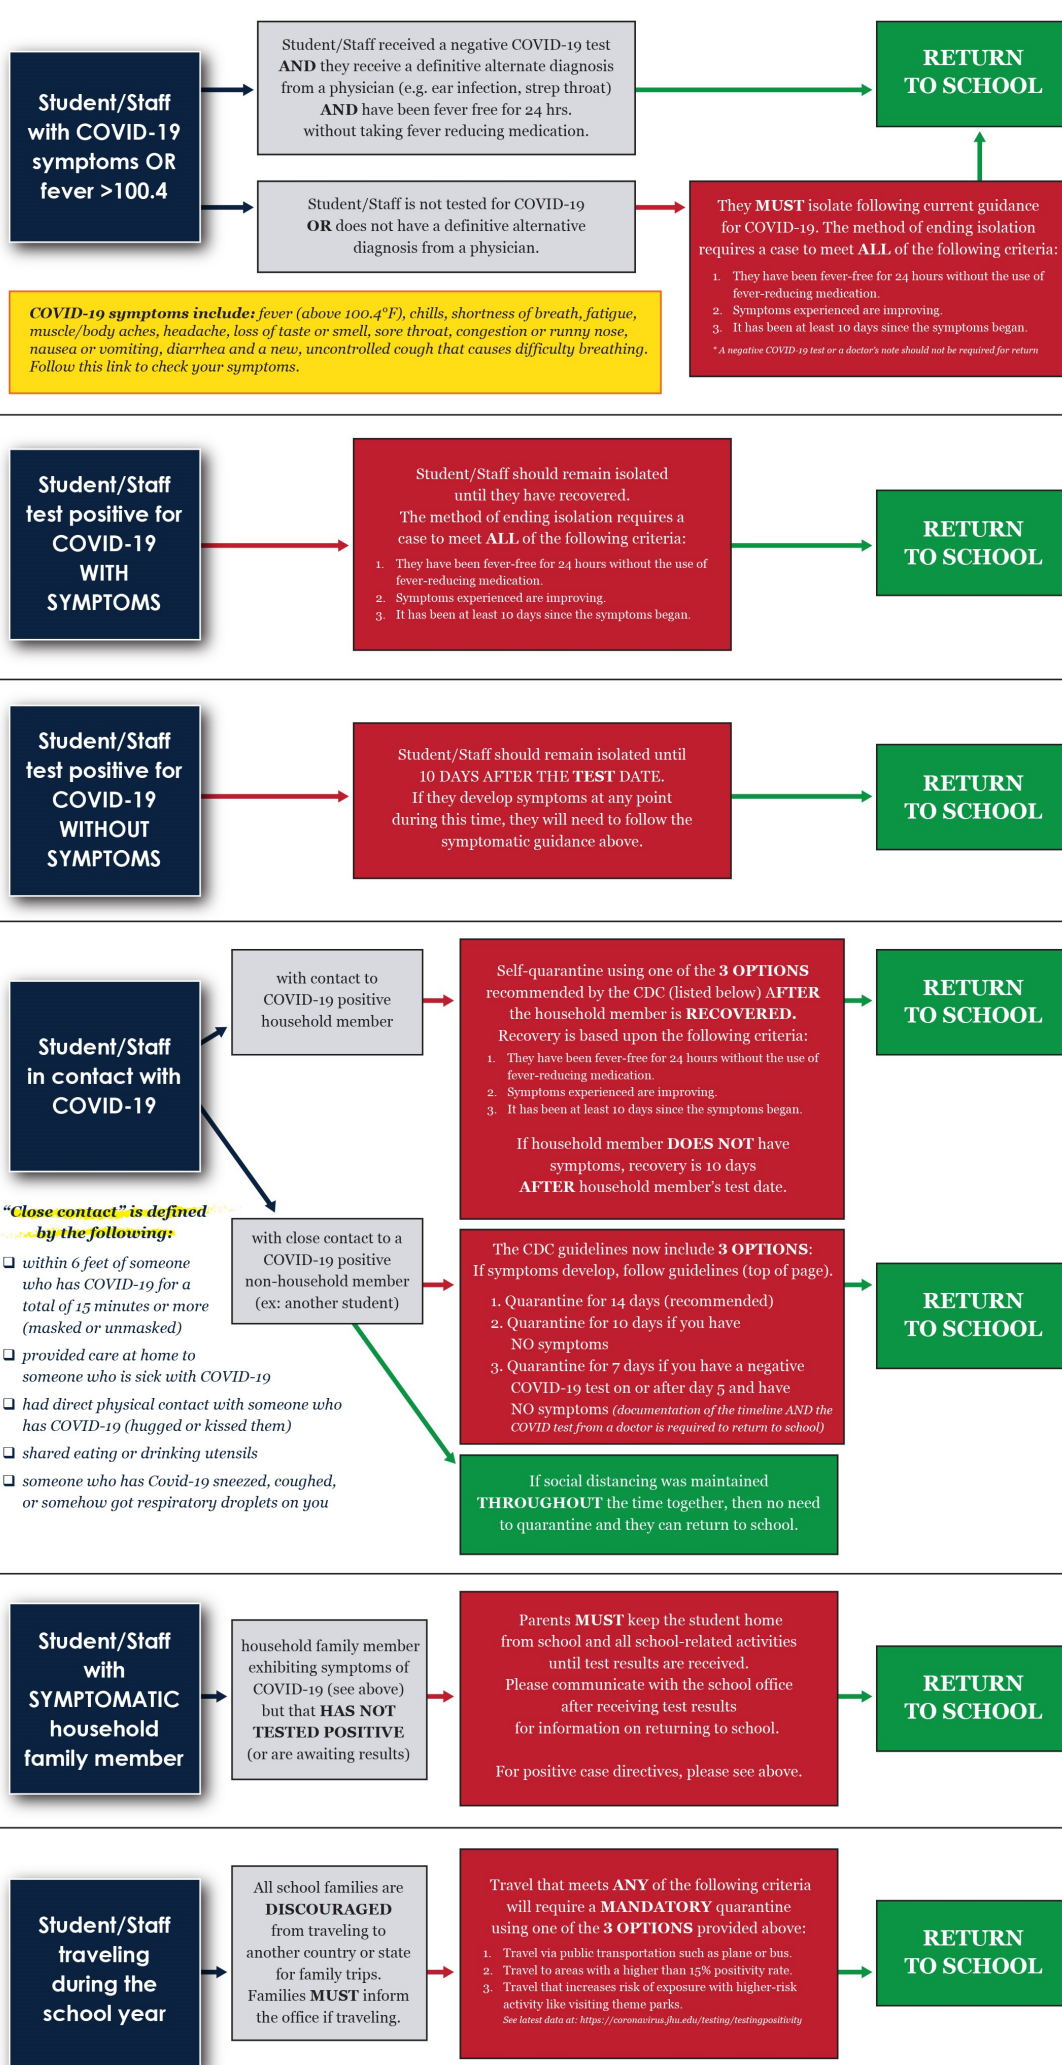 Student/Staff
with COVID-19
symptoms OR
fever >100.4
Student/Staff received a negative COVID-19 test
AND they receive a definitive alternate diagnosis
from a physician (e.g. ear infection, strep throat)
AND have been fever free for 24 hrs.
without taking fever reducing medication.
RETURN
TO SCHOOL
Student/Staff is not tested for COVID-19
OR does not have a definitive alternative
diagnosis from a physician.
They MUST isolate following current guidance
for COVID-19. The method of ending isolation
requires a case to meet ALL of the following criteria:
1. They have been fever-free for 24 hours without the use of
fever-reducing medication.
2. Symptoms experienced are improving.
3. It has been at least 10 days since the symptoms began.
* A negative COVID-19 test or a doctor's note should not be required for return
COVID-19 symptoms include: fever (above 100.4°F), chills, shortness of breath, fatigue,
muscle/body aches, headache, loss of taste or smell, sore throat, congestion or runny nose,
nausea or vomiting, diarrhea and a new, uncontrolled cough that causes difficulty breathing.
Follow this link to check your symptoms.
Student/Staff
test positive for
COVID-19
WITH
SYMPTOMS
Student/Staff should remain isolated
until they have recovered.
The method of ending isolation requires a
case to meet ALL of the following criteria:
1. They have been fever-free for 24 hours without the use of
fever-reducing medication.
2. Symptoms experienced are improving.
3. It has been at least 10 days since the symptoms began.
RETURN
TO SCHOOL
Student/Staff
test positive for
COVID-19
WITHOUT
SYMPTOMS
Student/Staff should remain isolated until
10 DAYS AFTER THE TEST DATE.
If they develop symptoms at any point
during this time, they will need to follow the
symptomatic guidance above.
RETURN
TO SCHOOL
Student/Staff
in contact with
COVID-19
with contact to
COVID-19 positive
household member
Self-quarantine using one of the 3 OPTIONS
recommended by the CDC (listed below) AFTER
the household member is RECOVERED.
Recovery is based upon the following criteria:
1. They have been fever-free for 24 hours without the use of
fever-reducing medication.
2. Symptoms experienced are improving.
3. It has been at least 10 days since the symptoms began.
If household member DOES NOT have
symptoms, recovery is 10 days
AFTER household member's test date.
RETURN
TO SCHOOL
"Close contact" is defined
by the following:
❑ within 6 feet of someone
who has COVID-19 for a
total of 15 minutes or more
(masked or unmasked)
❑ provided care at home to
someone who is sick with COVID-19
❑ had direct physical contact with someone who
has COVID-19 (hugged or kissed them)
❑ shared eating or drinking utensils
❑ someone who has Covid-19 sneezed, coughed,
or somehow got respiratory droplets on you
with close contact to a
COVID-19 positive
non-household member
(ex: another student)
The CDC guidelines now include 3 OPTIONS:
If symptoms develop, follow guidelines (top of page).
1. Quarantine for 14 days (recommended)
2. Quarantine for 10 days if you have
NO symptoms
3. Quarantine for 7 days if you have a negative
COVID-19 test on or after day 5 and have
NO symptoms (documentation of the timeline AND the
COVID test from a doctor is required to return to school)
RETURN
TO SCHOOL
If social distancing was maintained
THROUGHOUT the time together, then no need
to quarantine and they can return to school.
Student/Staff
with
SYMPTOMATIC
household
family member
household family member
exhibiting symptoms of
COVID-19 (see above)
but that HAS NOT
TESTED POSITIVE
(or are awaiting results)
Parents MUST keep the student home
from school and all school-related activities
until test results are received.
Please communicate with the school office
after receiving test results
for information on returning to school.
For positive case directives, please see above.
RETURN
TO SCHOOL
Student/Staff
traveling
during the
school year
All school families are
DISCOURAGED
from traveling to
another country or state
for family trips.
Families MUST inform
the office if traveling.
Travel that meets ANY of the following criteria
will require a MANDATORY quarantine
using one of the 3 OPTIONS provided above:
1. Travel via public transportation such as plane or bus.
2. Travel to areas with a higher than 15% positivity rate.
3. Travel that increases risk of exposure with higher-risk
activity like visiting theme parks.
See latest data at: https://coronavirus.jhu.edu/testing/testingpositivity
RETURN
TO SCHOOL